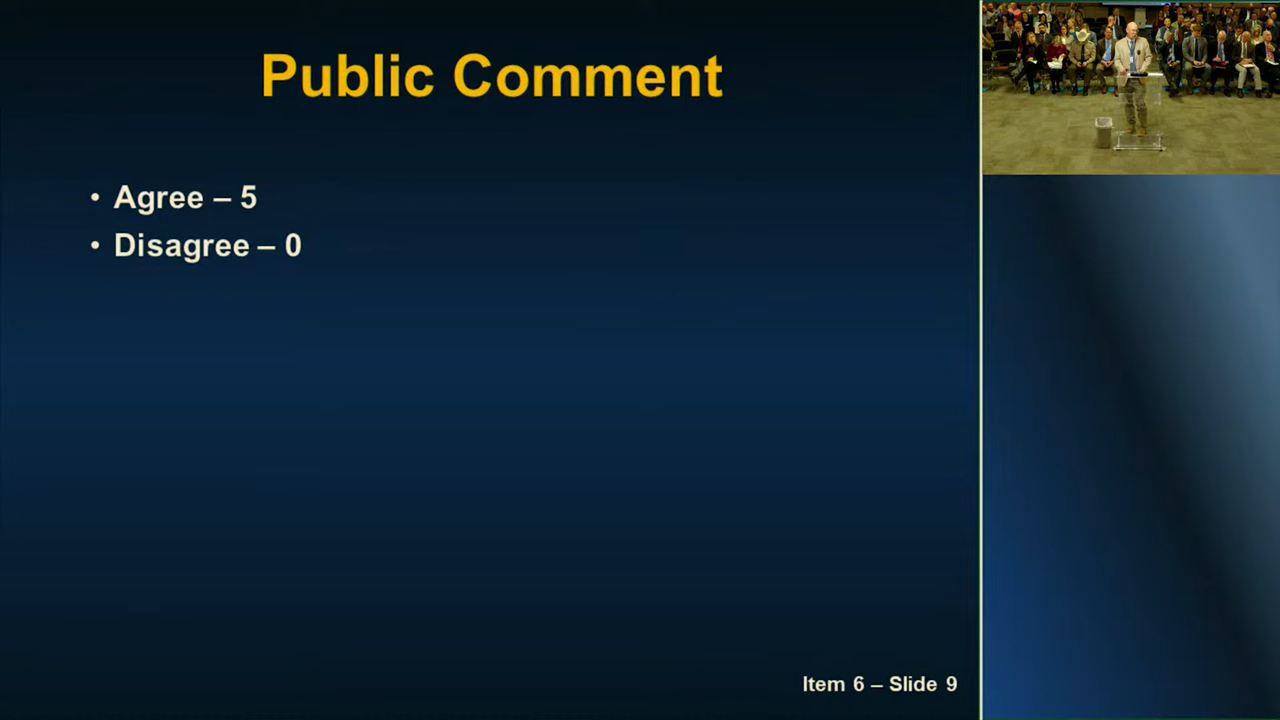 Public Comment
• Agree – 5
• Disagree – 0
Item 6 – Slide 9